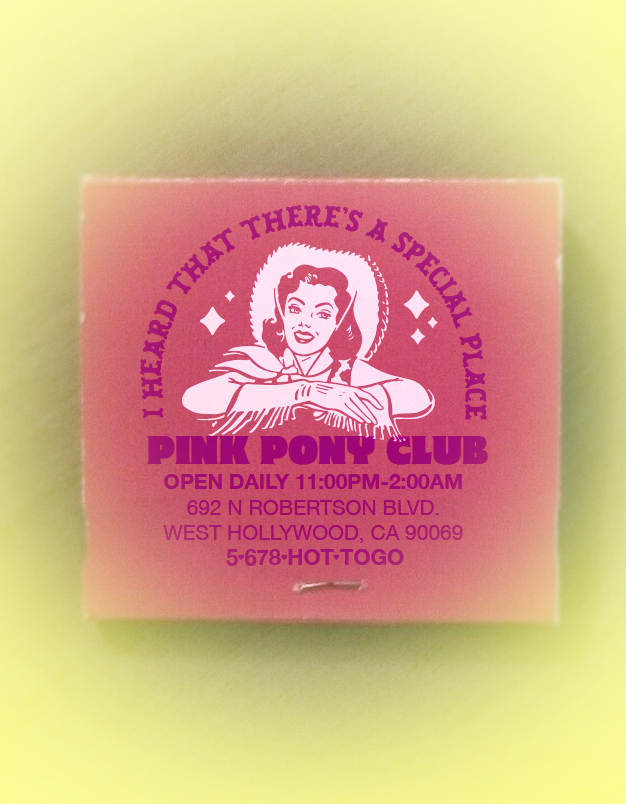 I HEARD THAT THERE'S A SPECIAL PLACE
PINK PONY CLUB
OPEN DAILY 11:00PM-2:00AM
692 N ROBERTSON BLVD.
WEST HOLLYWOOD, CA 90069
5♥678♥HOT♥TOGO